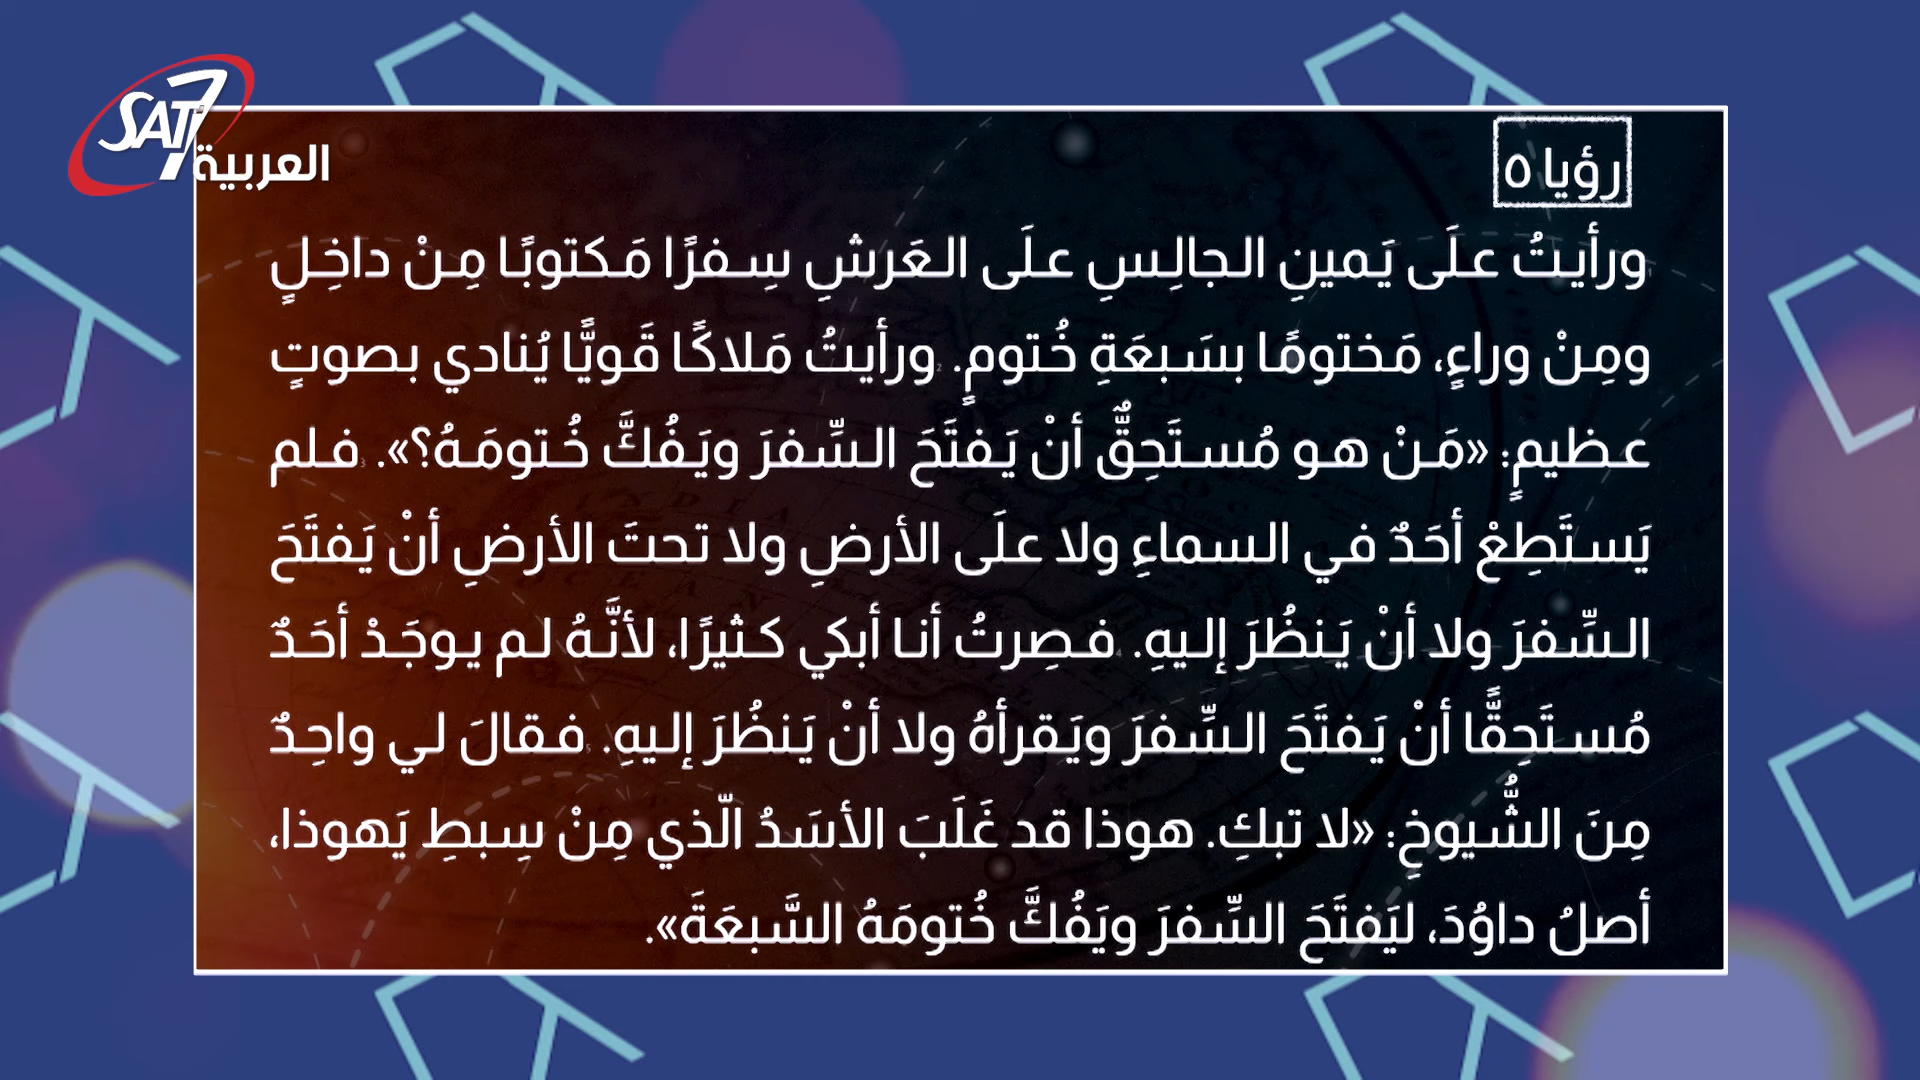 SAT7
العربية
رؤيا ٥
ورأيتُ علَى يَمينِ الجالِسِ علَى العَرشِ سِفرًا مَكتوبًا مِنْ داخِلٍ
ومِنْ وراءٍ، مَختومًا بسَبعَةِ خُتومٍ. 2 ورأيتُ مَلاكًا قَويًّا يُنادي بصوتٍ
عظيمٍ: «مَنْ هو مُستَحِقٌّ أنْ يَفتَحَ السِّفرَ ويَفُكَّ خُتومَهُ؟». 3 فلم
يَستَطِعْ أحَدٌ في السماءِ ولا علَى الأرضِ ولا تحتَ الأرضِ أنْ يَفتَحَ
السِّفرَ ولا أنْ يَنظُرَ إليهِ. 4 فصِرتُ أنا أبكي كثيرًا، لأنَّهُ لم يوجَدْ أحَدٌ
مُستَحِقًّا أنْ يَفتَحَ السِّفرَ ويَقرأهُ ولا أنْ يَنظُرَ إليهِ. 5 فقالَ لي واحِدٌ
مِنَ الشُّيوخِ: «لا تبكِ. هوذا قد غَلَبَ الأسَدُ الّذي مِنْ سِبطِ يَهوذا،
أصلُ داوُدَ، ليَفتَحَ السِّفرَ ويَفُكَّ خُتومَهُ السَّبعَةَ».